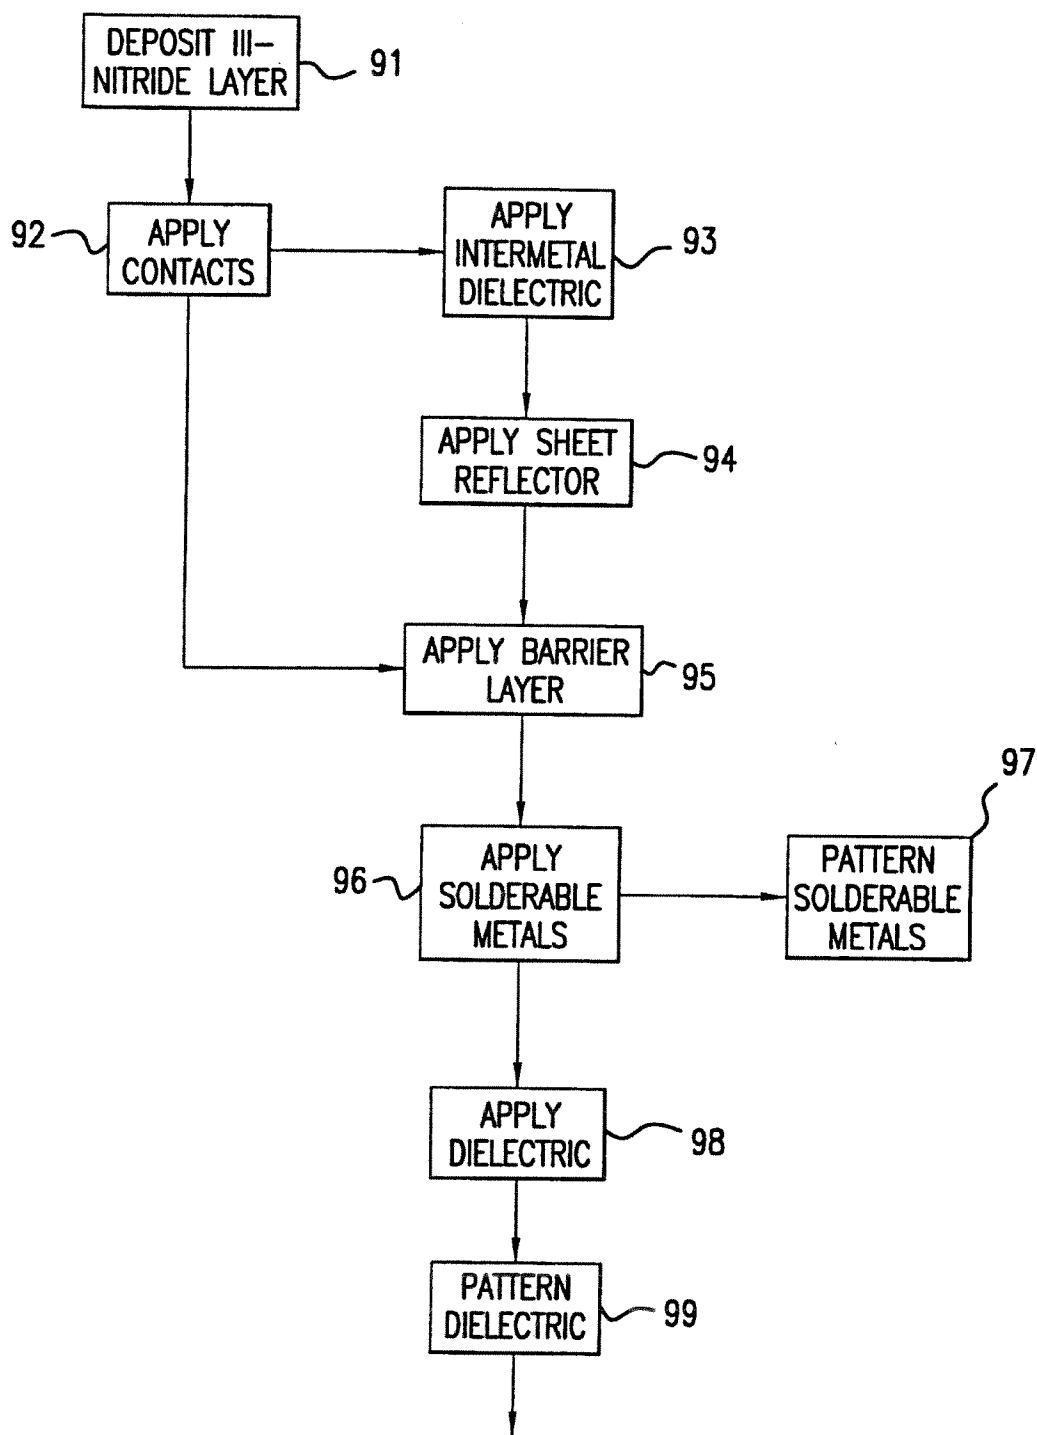 DEPOSIT III-
NITRIDE LAYER
91
92
APPLY
CONTACTS
APPLY
INTERMETAL
DIELECTRIC
93
APPLY SHEET
REFLECTOR
94
APPLY BARRIER
LAYER
95
96
APPLY
SOLDERABLE
METALS
97
PATTERN
SOLDERABLE
METALS
APPLY
DIELECTRIC
98
PATTERN
DIELECTRIC
99